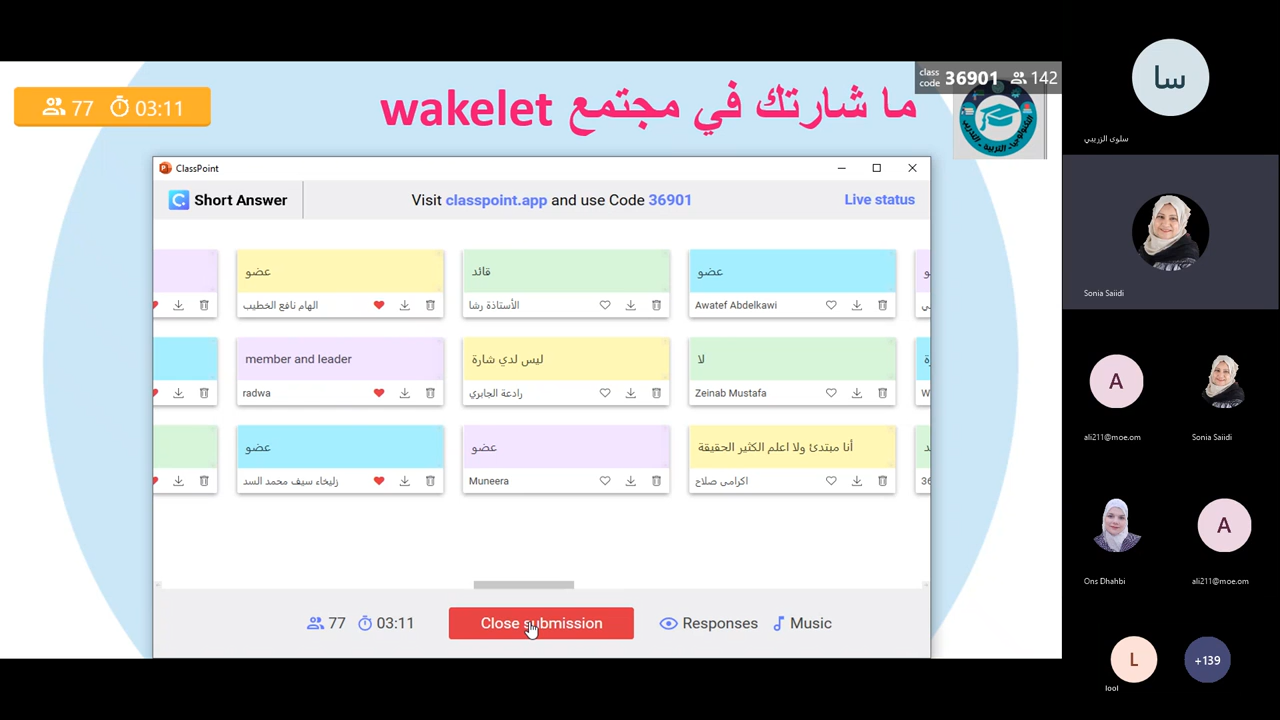 77 03:11
ما شارتك في مجتمع wakelet
class code 36901 142
التكنولوجيا - التربية - التدريب
ClassPoint
Short Answer
Visit classpoint.app and use Code 36901
Live status
عضو
الهام نافع الخطيب
قائد
الأستاذة رشا
عضو
Awatef Abdelkawi
member and leader
radwa
ليس لدي شارة
رادعة الجابري
لا
Zeinab Mustafa
W
عضو
زليخاء سيف محمد السد
عضو
Muneera
أنا مبتدئ ولا اعلم الكثير الحقيقة
اكرامى صلاح
36
77 03:11
Close submission
Responses
Music
سا
سلوى الزريبي
Sonia Saiidi
A
ali211@moe.om
Sonia Saiidi
Ons Dhahbi
A
ali211@moe.om
L
lool
+139